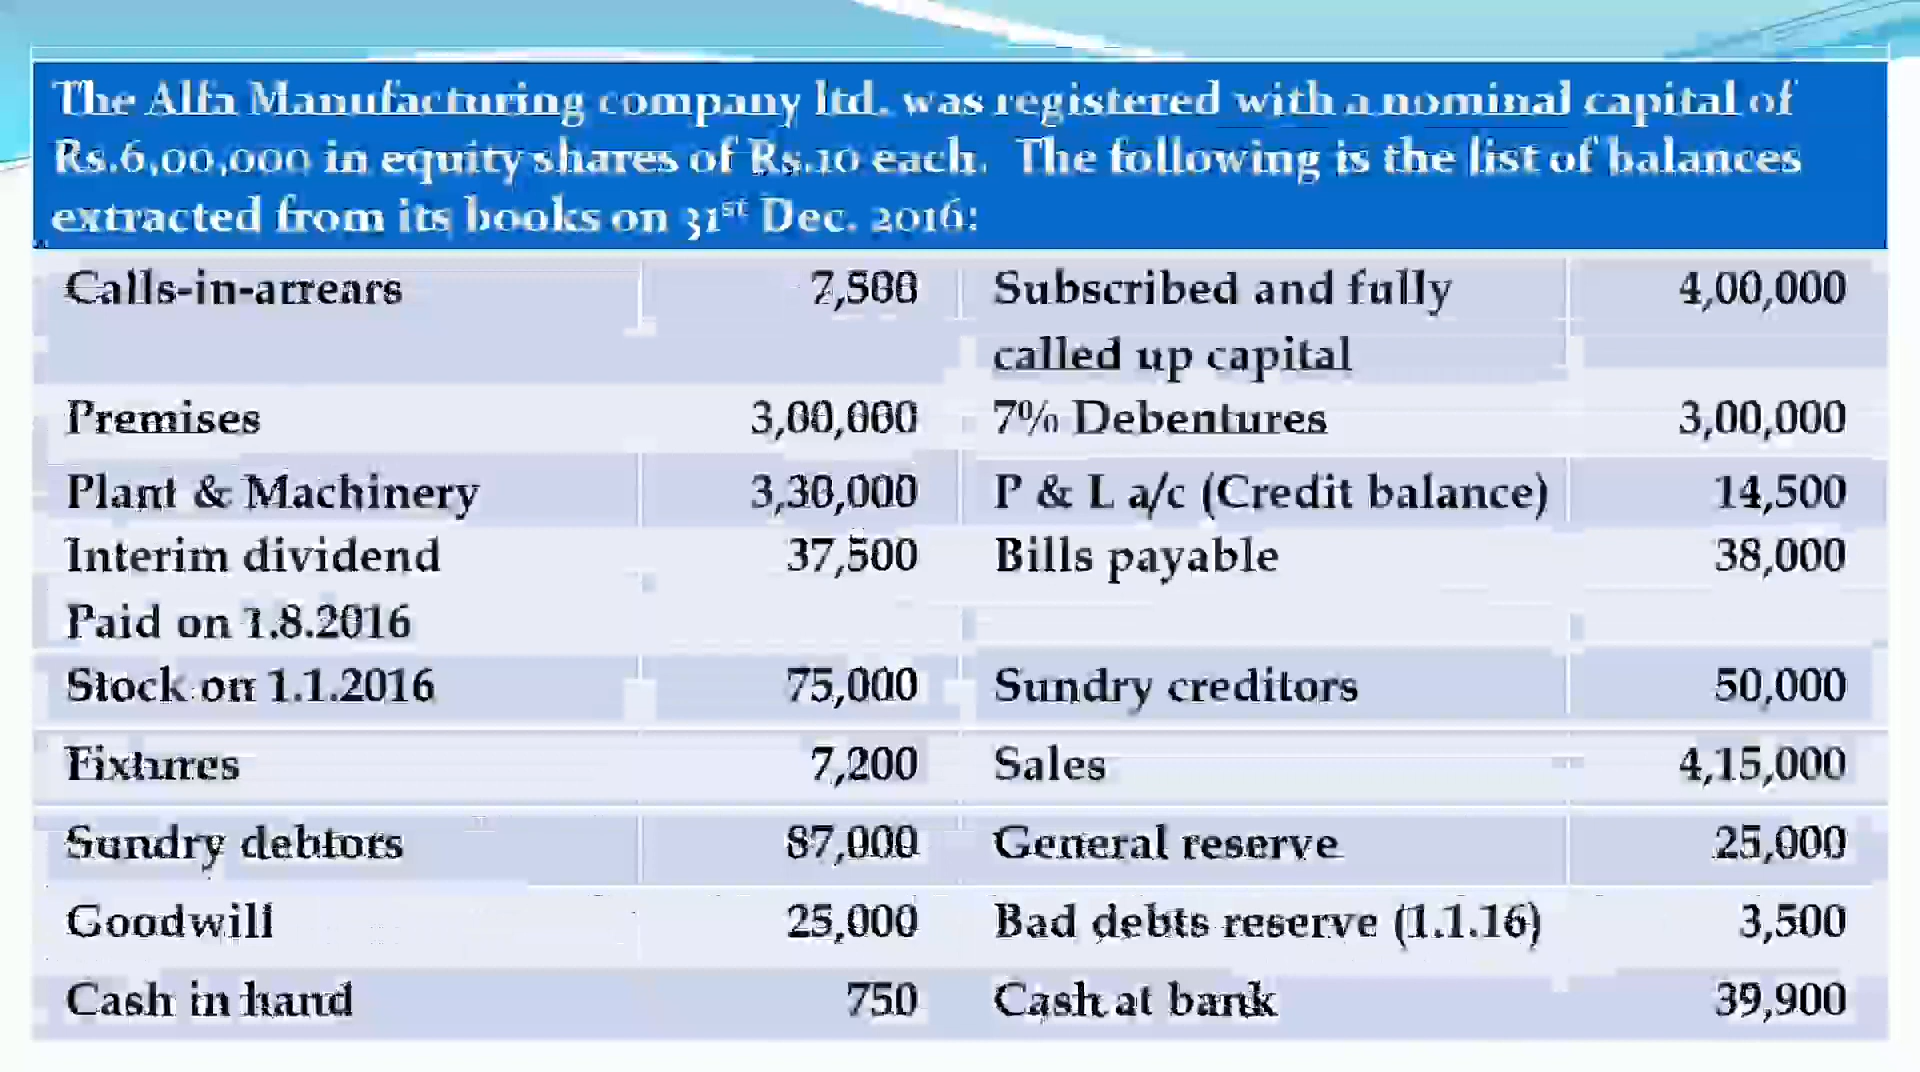 The Alfa Manufacturing company ltd. was registered with a nominal capital of
Rs.6,00,000 in equity shares of Rs.10 each. The following is the list of balances
extracted from its books on 31st Dec. 2016:
Calls-in-arrears 7,500 Subscribed and fully 4,00,000
called up capital
Premises 3,00,000 7% Debentures 3,00,000
Plant & Machinery 3,30,000 P & L a/c (Credit balance) 14,500
Interim dividend 37,500 Bills payable 38,000
Paid on 1.8.2016
Stock on 1.1.2016 75,000 Sundry creditors 50,000
Fixtures 7,200 Sales 4,15,000
Sundry debtors 87,000 General reserve 25,000
Goodwill 25,000 Bad debts reserve (1.1.16) 3,500
Cash in hand 750 Cash at bank 39,900